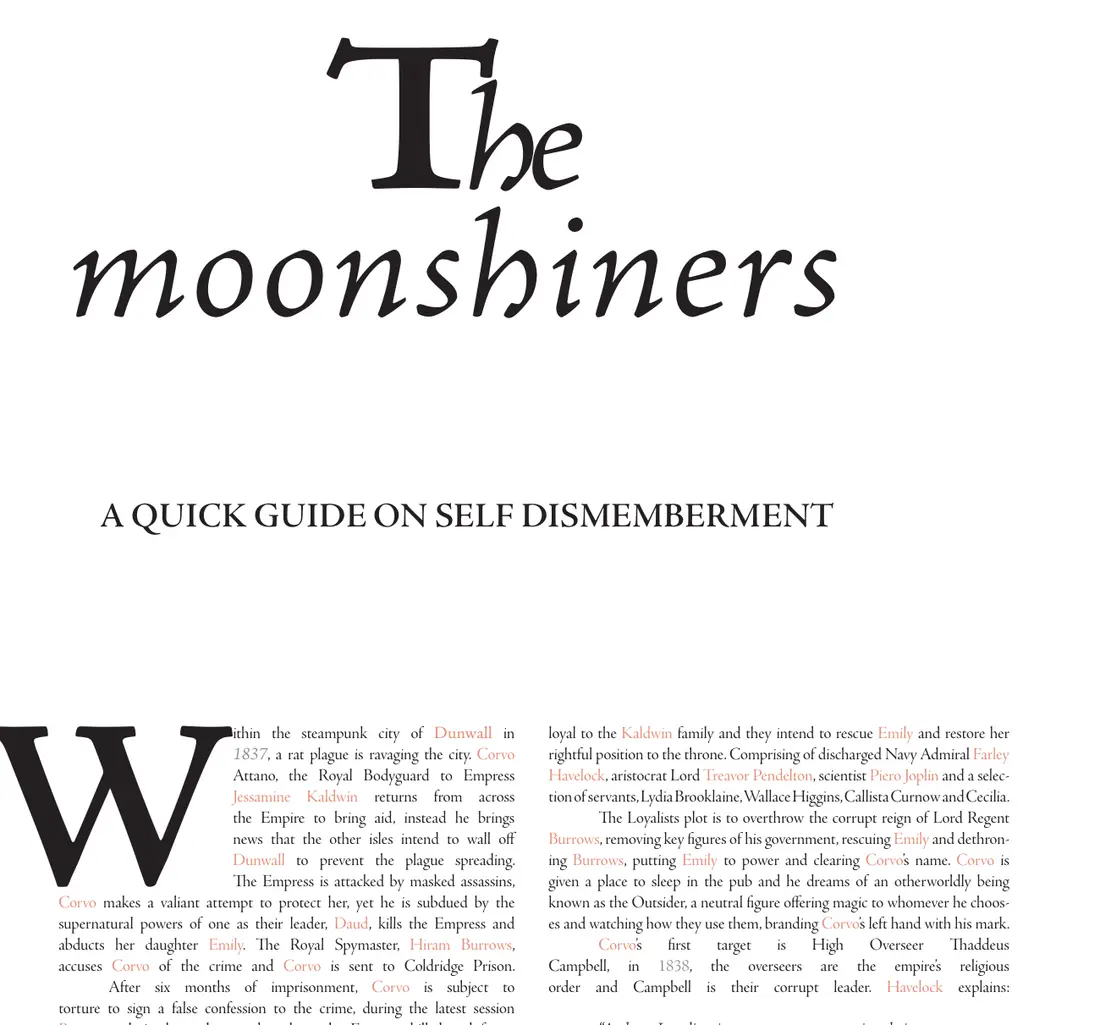 The
moonshiners
A QUICK GUIDE ON SELF DISMEMBERMENT
Within the steampunk city of Dunwall in
1837, a rat plague is ravaging the city. Corvo
Attano, the Royal Bodyguard to Empress
Jessamine Kaldwin returns from across
the Empire to bring aid, instead he brings
news that the other isles intend to wall off
Dunwall to prevent the plague spreading.
The Empress is attacked by masked assassins,
Corvo makes a valiant attempt to protect her, yet he is subdued by the
supernatural powers of one as their leader, Daud, kills the Empress and
abducts her daughter Emily. The Royal Spymaster, Hiram Burrows,
accuses Corvo of the crime and Corvo is sent to Coldridge Prison.
After six months of imprisonment, Corvo is subject to
torture to sign a false confession to the crime, during the latest session
loyal to the Kaldwin family and they intend to rescue Emily and restore her
rightful position to the throne. Comprising of discharged Navy Admiral Farley
Havelock, aristocrat Lord Treavor Pendelton, scientist Piero Joplin and a selec-
tion of servants, Lydia Brooklaine, Wallace Higgins, Callista Curnow and Cecilia.
The Loyalists plot is to overthrow the corrupt reign of Lord Regent
Burrows, removing key figures of his government, rescuing Emily and dethron-
ing Burrows, putting Emily to power and clearing Corvo's name. Corvo is
given a place to sleep in the pub and he dreams of an otherworldly being
known as the Outsider, a neutral figure offering magic to whomever he choos-
es and watching how they use them, branding Corvo's left hand with his mark.
Corvo's first target is High Overseer Thaddeus
Campbell, in 1838, the overseers are the empire's religious
order and Campbell is their corrupt leader. Havelock explains: